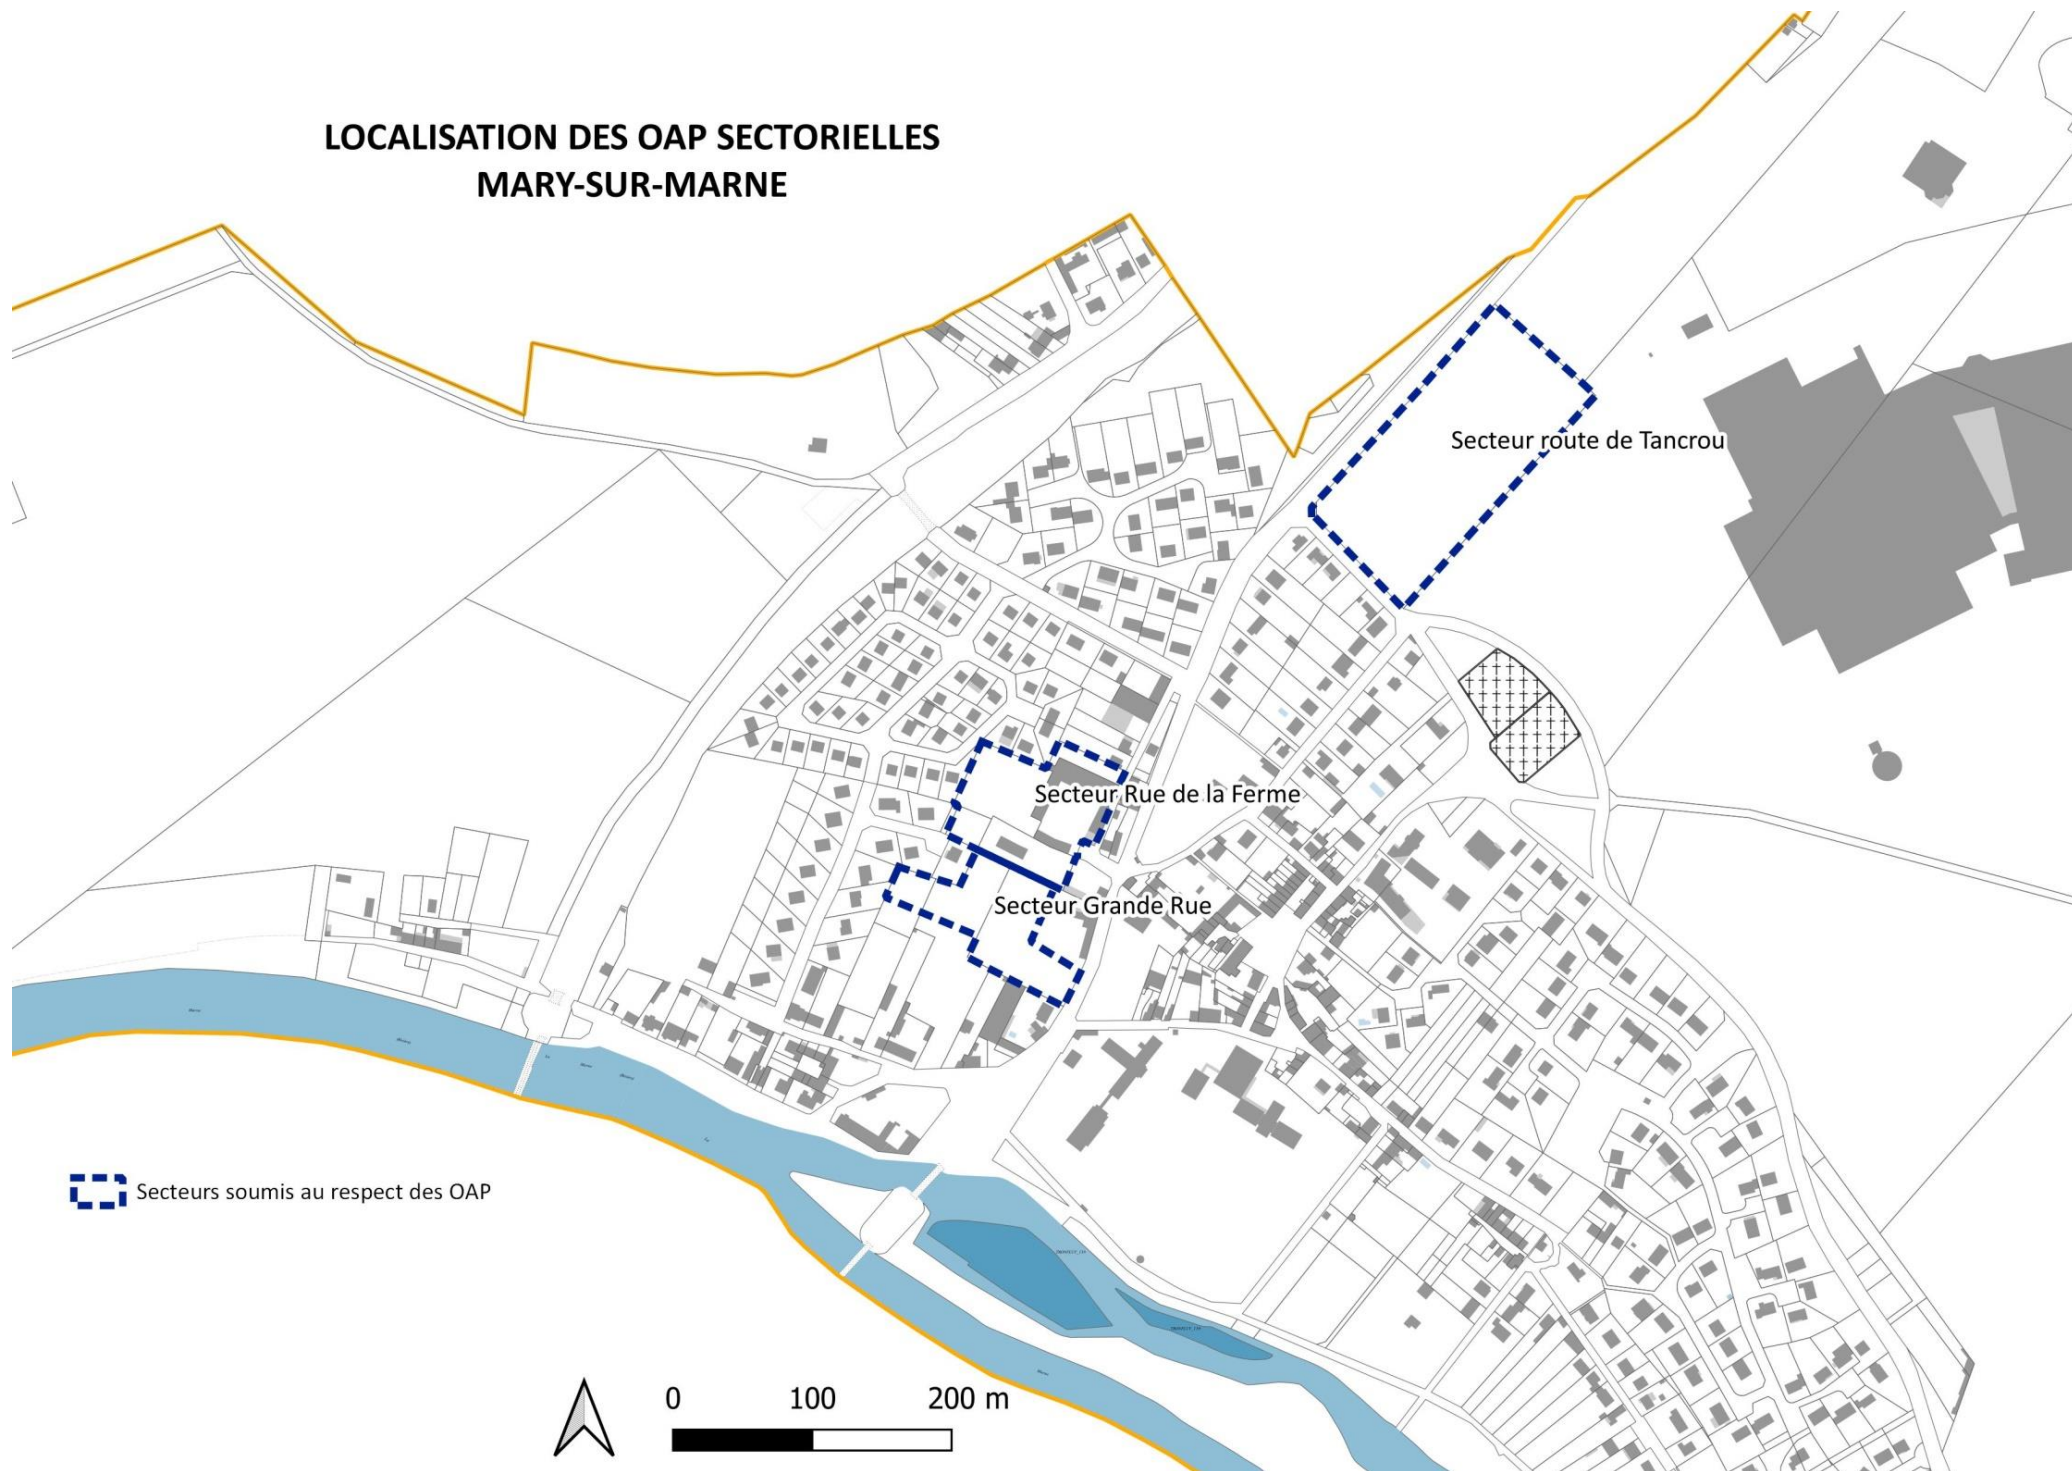 LOCALISATION DES OAP SECTORIELLES
MARY-SUR-MARNE
Secteur route de Tancrou
Secteur Rue de la Ferme
Secteur Grande Rue
Secteurs soumis au respect des OAP
0 100 200 m